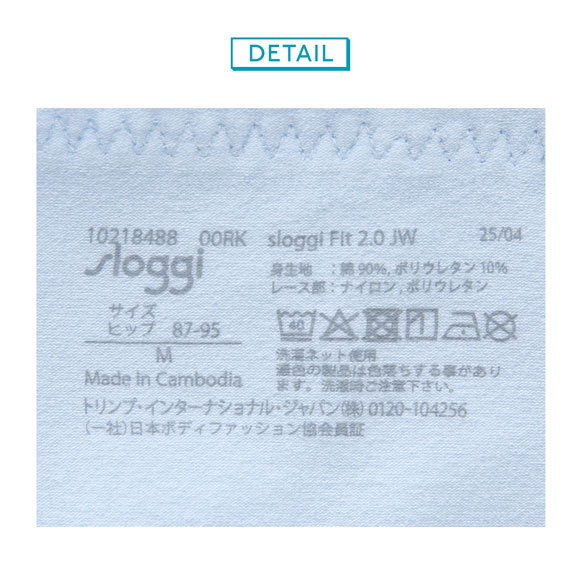 DETAIL
10218488 00RK sloggi Fit 2.0 JW 25/04
sloggi
身生地 : 綿 90%, ポリウレタン 10%
レース部 : ナイロン, ポリウレタン
サイズ
ヒップ 87-95
M
40
洗濯ネット使用
濃色の製品は色落ちする事があり
ます。洗濯時ご注意下さい。
Made in Cambodia
トリンプ・インターナショナル・ジャパン(株) 0120-104256
(一社)日本ボディファッション協会員証